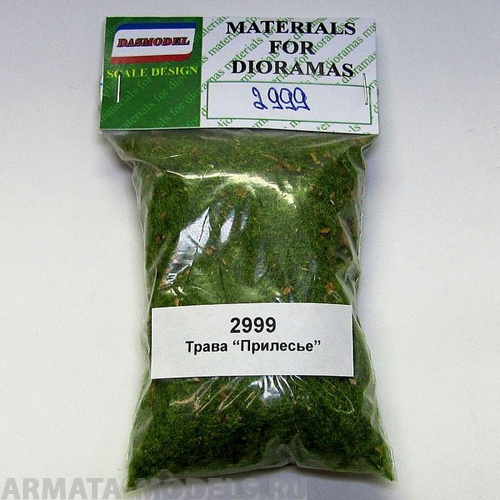 DASMODEL
SCALE DESIGN
MATERIALS
FOR
DIORAMAS
2999
2999
Трава “Прилесье”
ARMATA-MODELS.RU